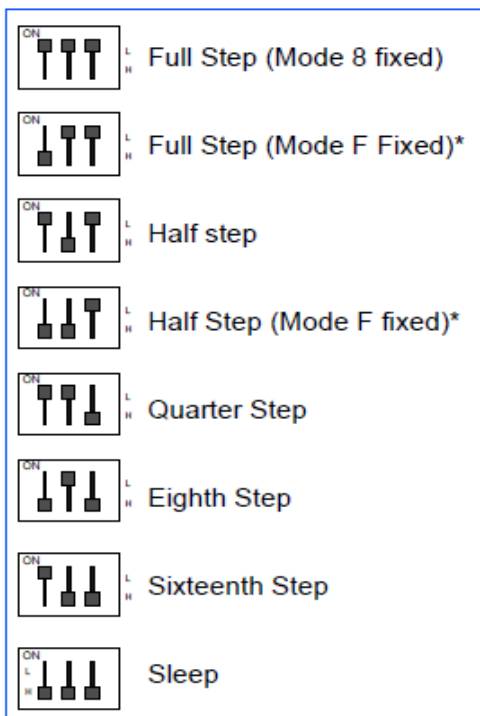 ON
L
H
Full Step (Mode 8 fixed)
ON
L
H
Full Step (Mode F Fixed)*
ON
L
H
Half step
ON
L
H
Half Step (Mode F fixed)*
ON
L
H
Quarter Step
ON
L
H
Eighth Step
ON
L
H
Sixteenth Step
ON
L
H
Sleep